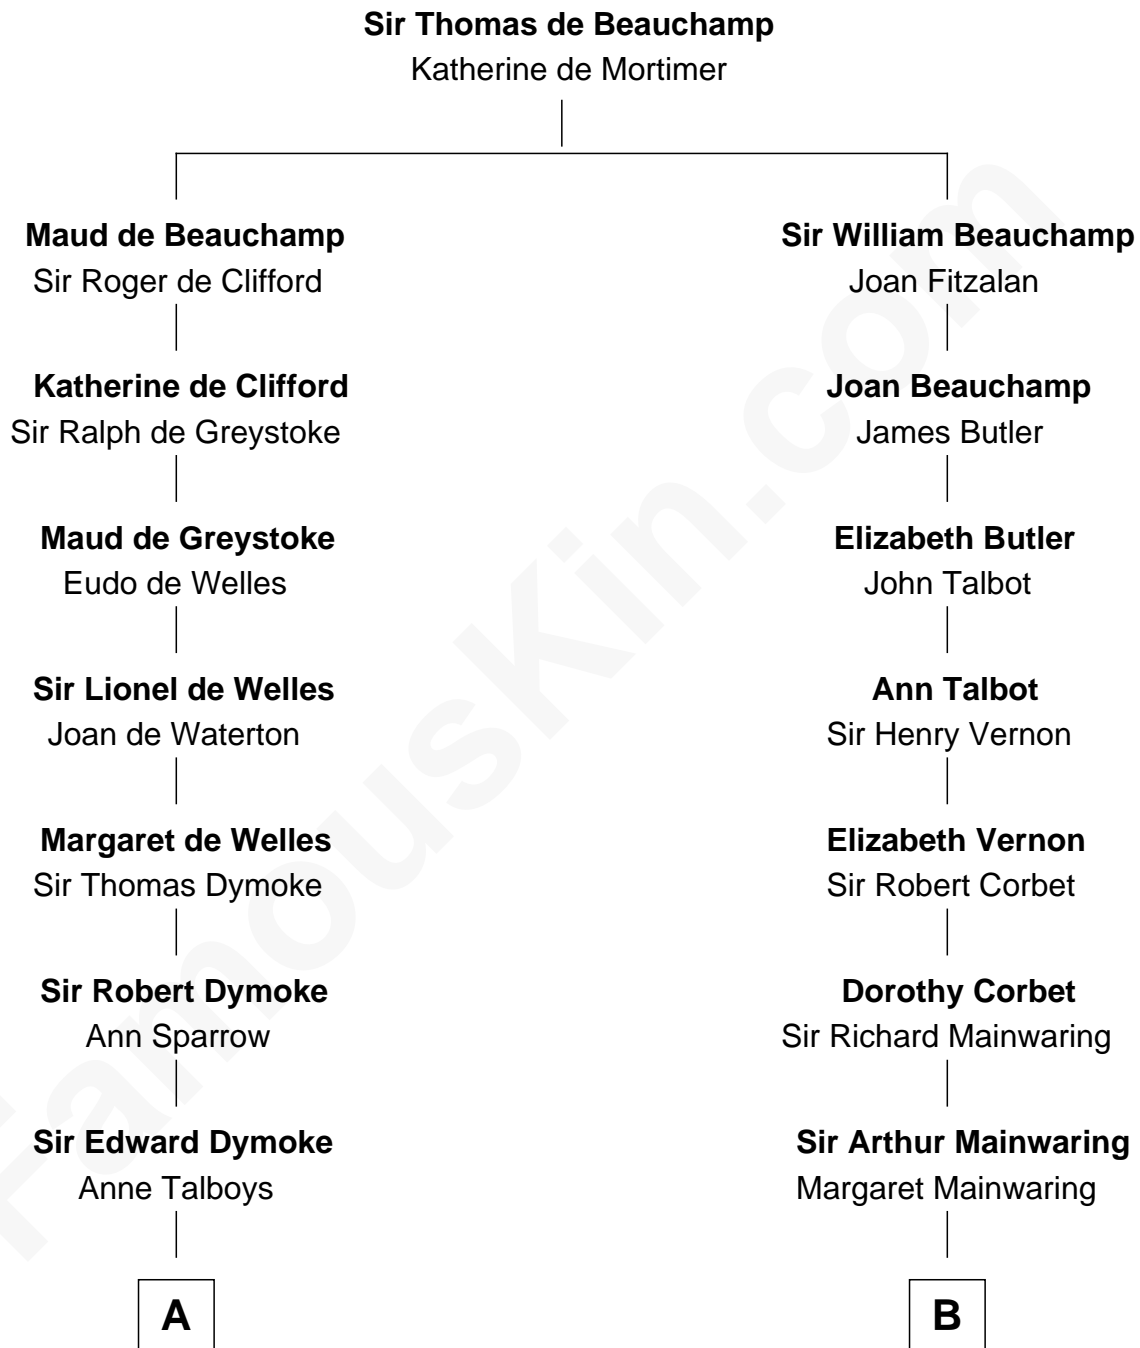 Sir Thomas de Beauchamp
Katherine de Mortimer
Maud de Beauchamp
Sir Roger de Clifford
Katherine de Clifford
Sir Ralph de Greystoke
Maud de Greystoke
Eudo de Welles
Sir Lionel de Welles
Joan de Waterton
Margaret de Welles
Sir Thomas Dymoke
Sir Robert Dymoke
Ann Sparrow
Sir Edward Dymoke
Anne Talboys
A
Sir William Beauchamp
Joan Fitzalan
Joan Beauchamp
James Butler
Elizabeth Butler
John Talbot
Ann Talbot
Sir Henry Vernon
Elizabeth Vernon
Sir Robert Corbet
Dorothy Corbet
Sir Richard Mainwaring
Sir Arthur Mainwaring
Margaret Mainwaring
B
FamousKin.com